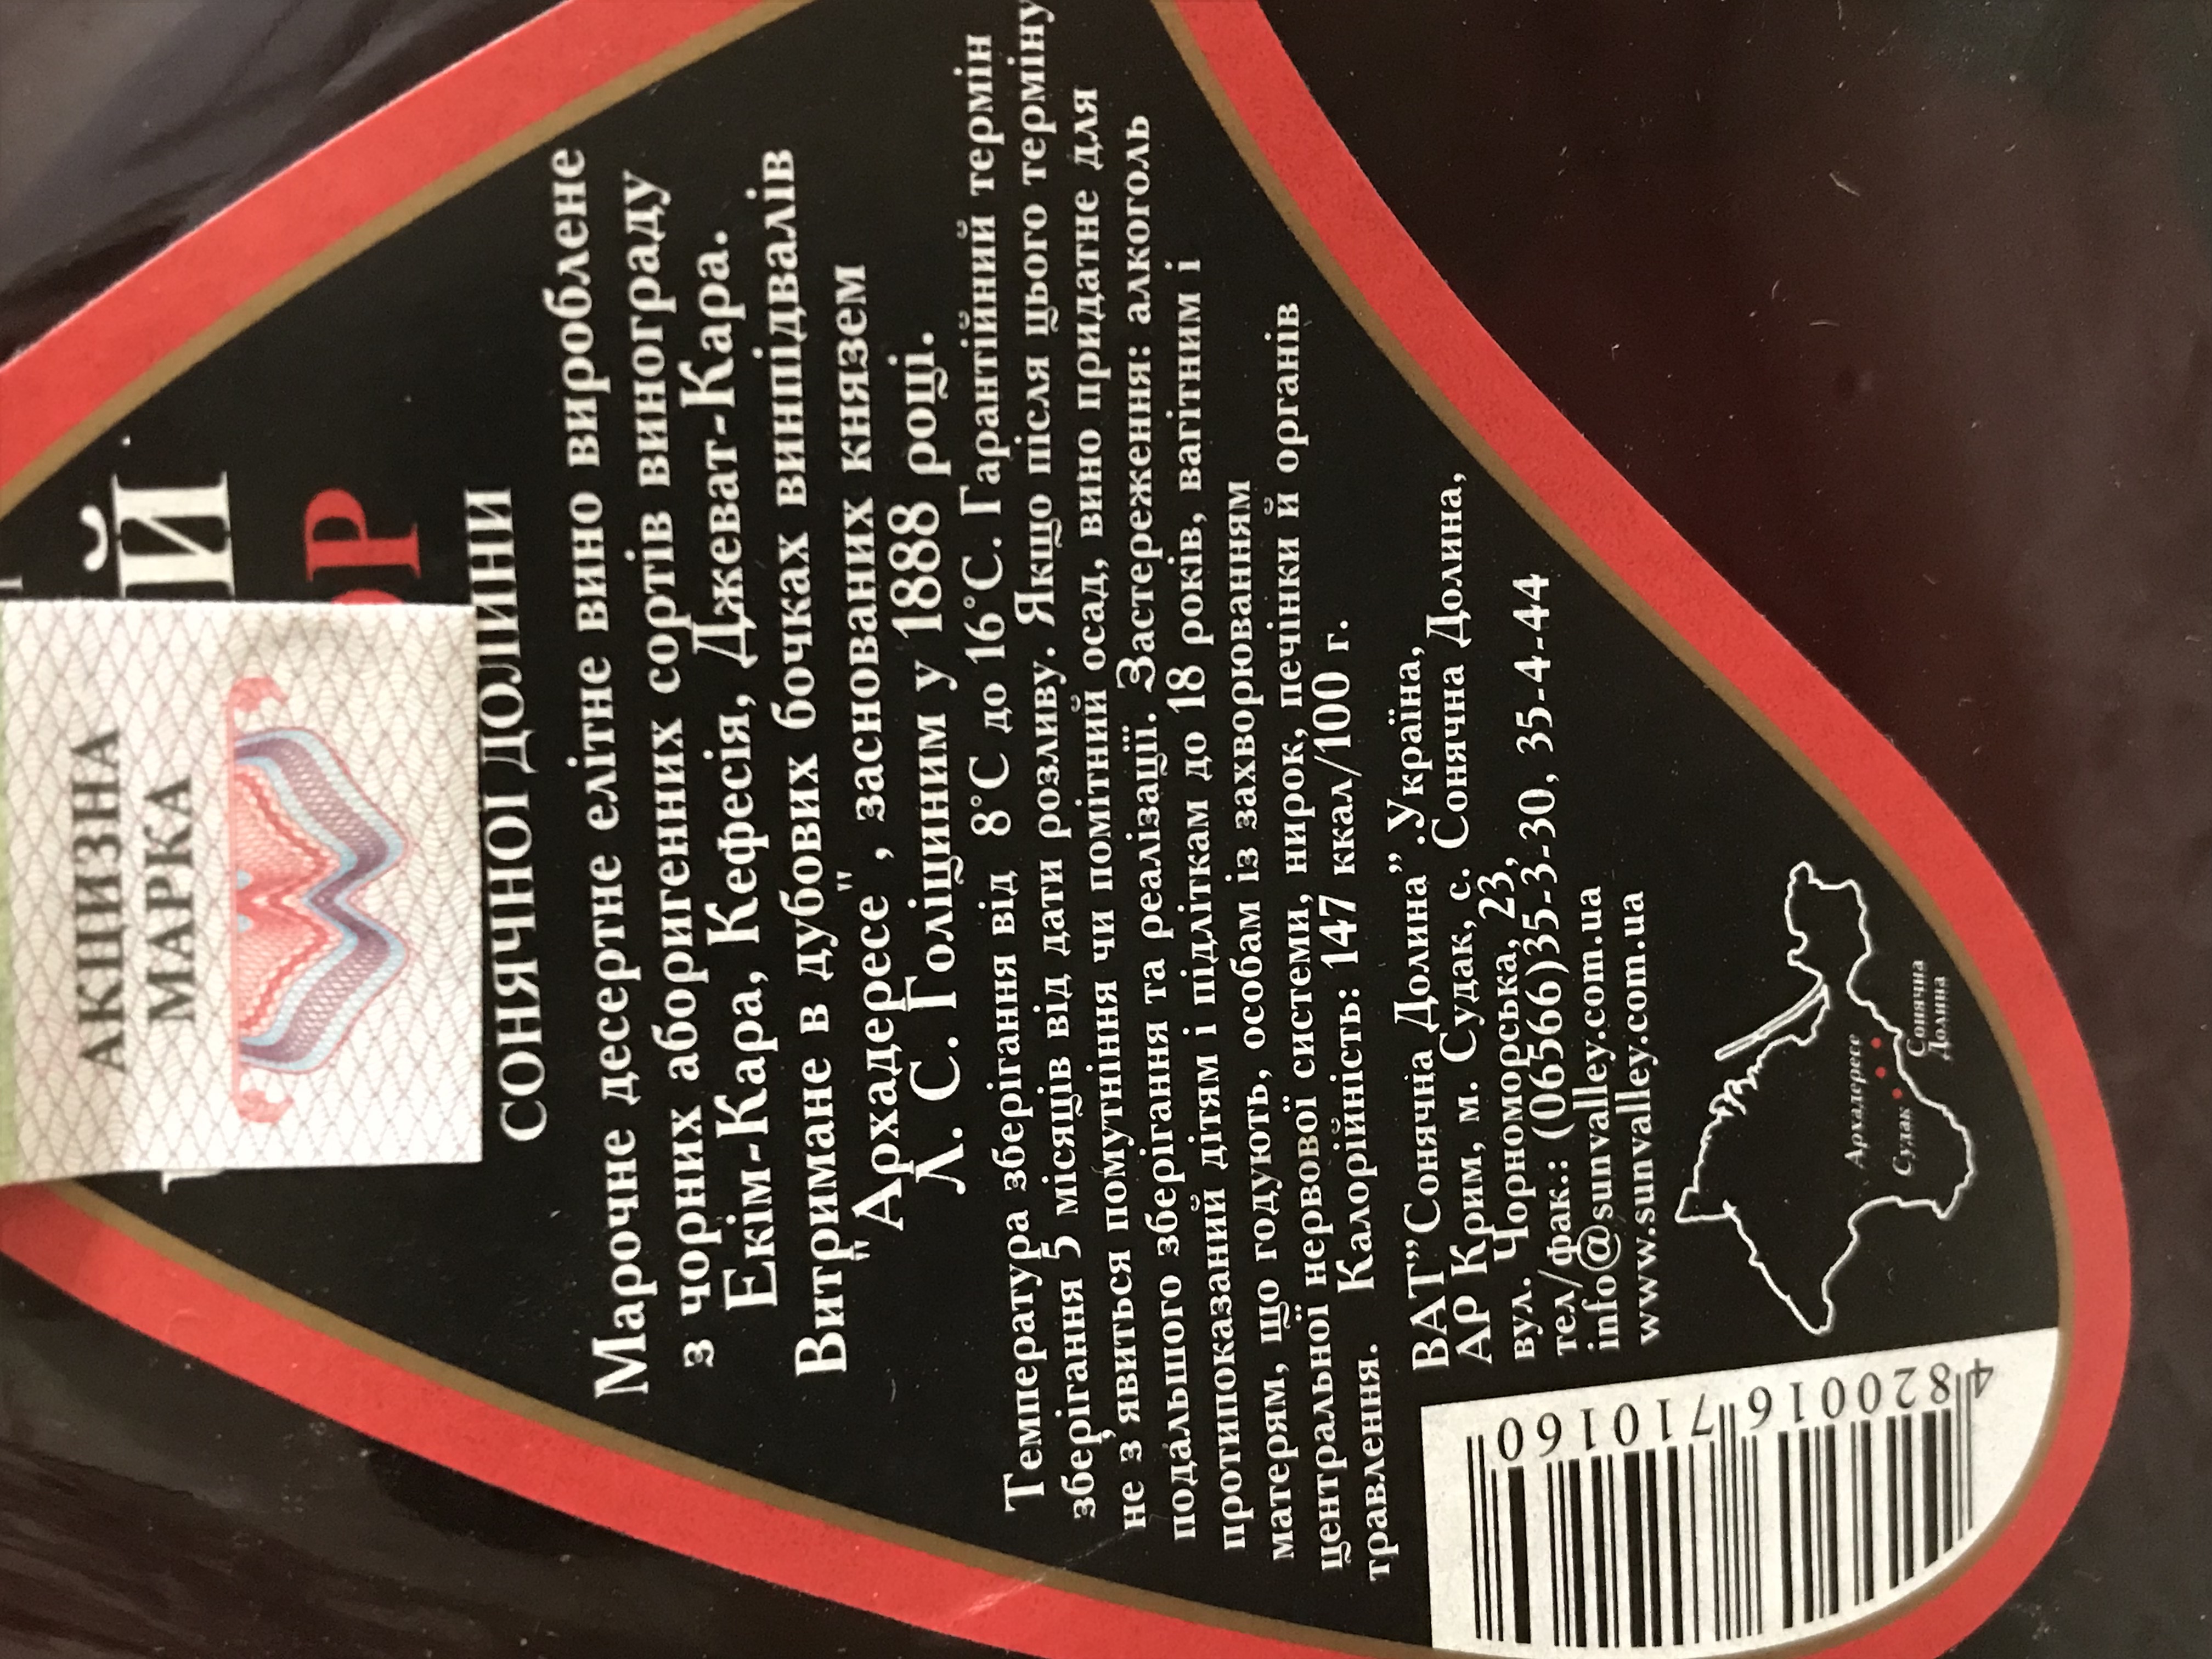 АКЦИЗНА
МАРКА
СОНЯЧНОЇ ДОЛИНИ
Марочне десертне елітне вино вироблене
з чорних аборигенних сортів винограду
Екім-Кара, Кефесія, Джеват-Кара.
Витримане в дубових бочках винпідвалів
"Архадерессе", заснованих князем
Л. С. Голіциним у 1888 році.
Температура зберігання від 8°С до 16°С. Гарантійний термін
зберігання 5 місяців від дати розливу. Якщо після цього терміну
не з'явиться помутніння чи помітний осад, вино придатне для
подальшого зберігання та реалізації. Застереження: алкоголь
протипоказаний дітям і підліткам до 18 років, вагітним і
матерям, що годують, особам із захворюванням
центральної нервової системи, нирок, печінки й органів
травлення. Калорійність: 147 ккал/100 г.
ВАТ"Сонячна Долина".Україна,
АР Крим, м. Судак, с. Сонячна Долина,
вул. Чорноморська, 23,
тел/фак.: (06566)35-3-30, 35-4-44
info@sunvalley.com.ua
www.sunvalley.com.ua
Архадерессе
Судак
Сонячна
Долина
4820016710160